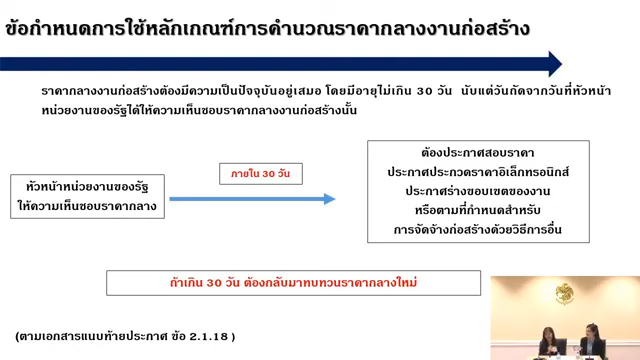 ข้อกำหนดการใช้หลักเกณฑ์การคำนวณราคากลางงานก่อสร้าง
ราคากลางงานก่อสร้างต้องมีความเป็นปัจจุบันอยู่เสมอ โดยมีอายุไม่เกิน 30 วัน นับแต่วันถัดจากวันที่หัวหน้า
หน่วยงานของรัฐได้ให้ความเห็นชอบราคากลางงานก่อสร้างนั้น
หัวหน้าหน่วยงานของรัฐ
ให้ความเห็นชอบราคากลาง
ภายใน 30 วัน
ต้องประกาศสอบราคา
ประกาศประกวดราคาอิเล็กทรอนิกส์
ประกาศร่างขอบเขตของงาน
หรือตามที่กำหนดสำหรับ
การจัดจ้างก่อสร้างด้วยวิธีการอื่น
ถ้าเกิน 30 วัน ต้องกลับมาทบทวนราคากลางใหม่
(ตามเอกสารแนบท้ายประกาศ ข้อ 2.1.18 )